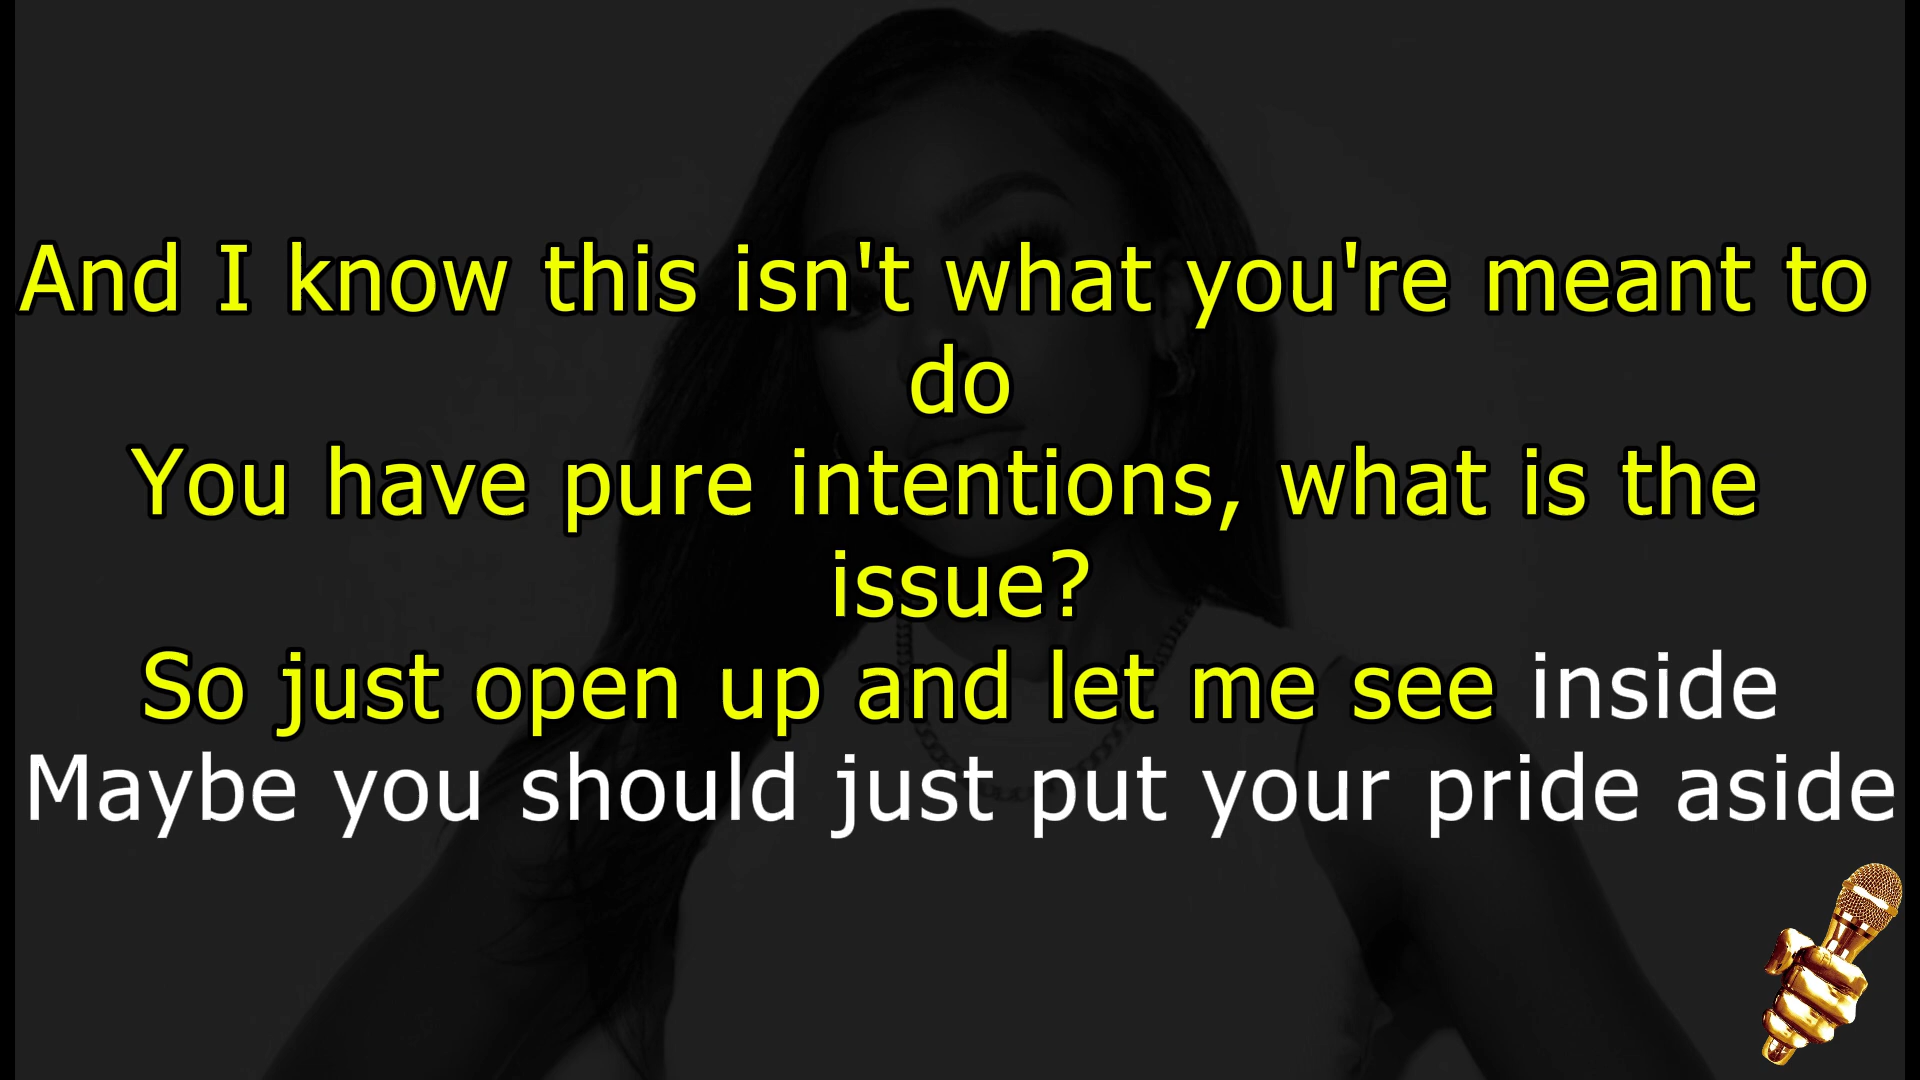 And I know this isn't what you're meant to
do
You have pure intentions, what is the
issue?
So just open up and let me see inside
Maybe you should just put your pride aside